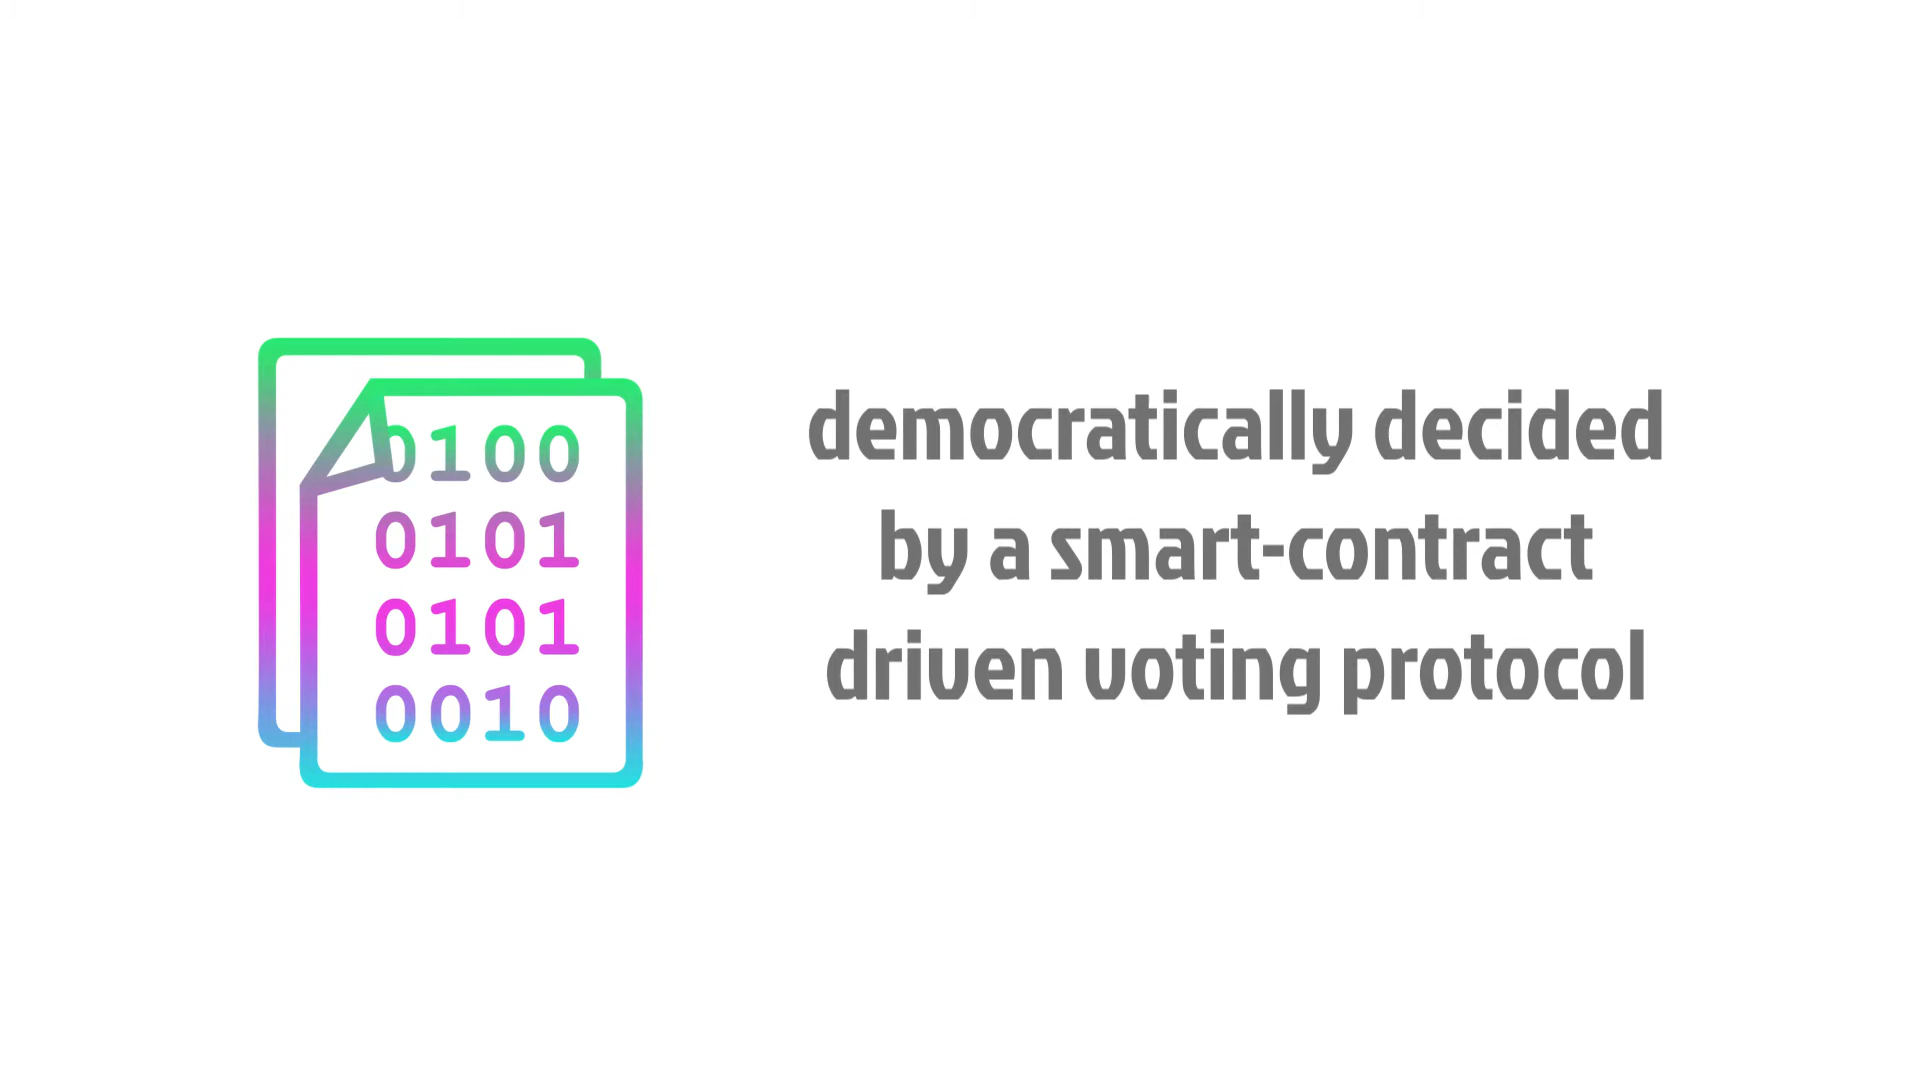 0100
0101
0101
0010
democratically decided
by a smart-contract
driven voting protocol